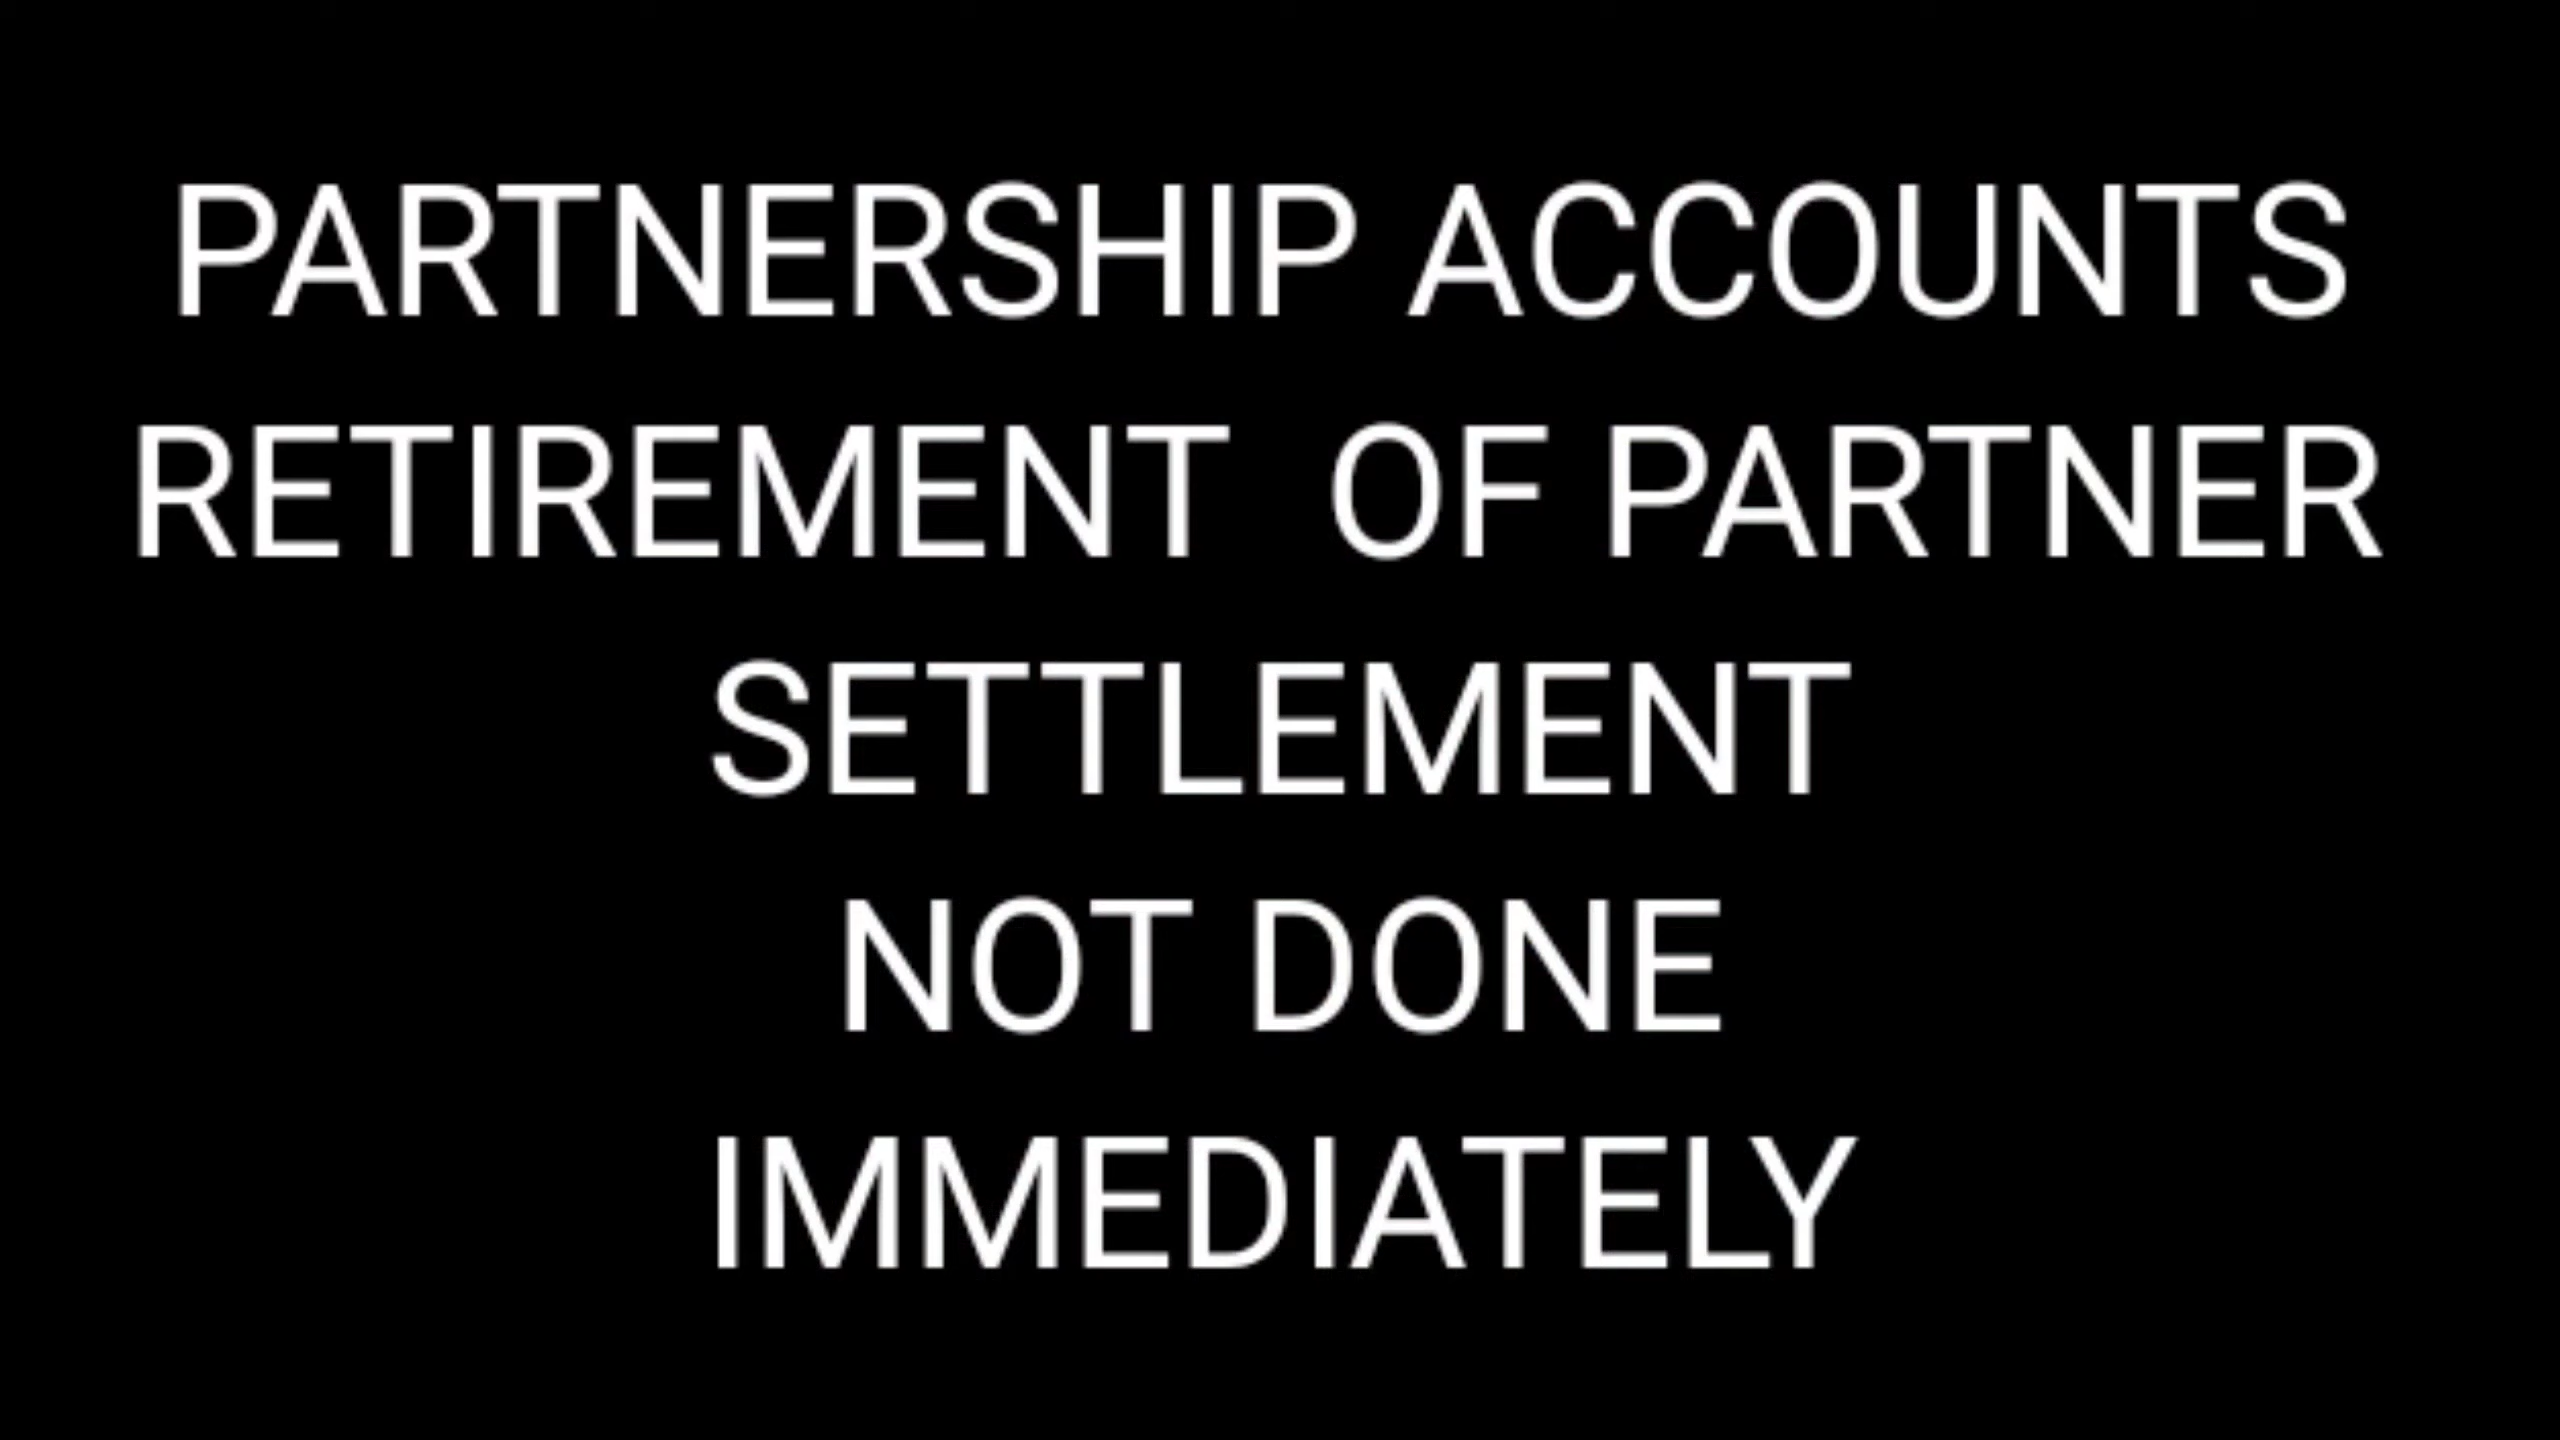 PARTNERSHIP ACCOUNTS
RETIREMENT  OF PARTNER
SETTLEMENT
NOT DONE
IMMEDIATELY